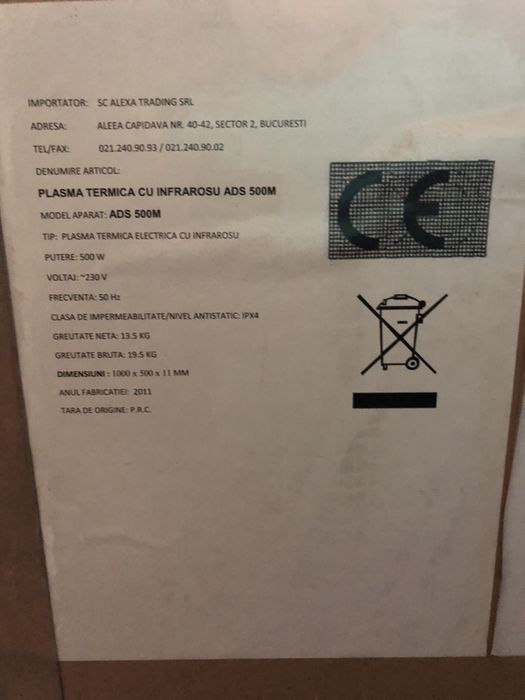 IMPORTATOR: SC ALEXA TRADING SRL
ADRESA: ALEEA CAPIDAVA NR. 40-42, SECTOR 2, BUCURESTI
TEL/FAX: 021.240.90.93 / 021.240.90.02
DENUMIRE ARTICOL:
PLASMA TERMICA CU INFRAROSU ADS 500M
MODEL APARAT: ADS 500M
TIP: PLASMA TERMICA ELECTRICA CU INFRAROSU
PUTERE: 500 W
VOLTAJ: ~230 V
FRECVENTA: 50 Hz
CLASA DE IMPERMEABILITATE/NIVEL ANTISTATIC: IPX4
GREUTATE NETA: 13.5 KG
GREUTATE BRUTA: 19.5 KG
DIMENSIUNI : 1000 x 500 x 11 MM
ANUL FABRICATIEI: 2011
TARA DE ORIGINE: P.R.C.
CE